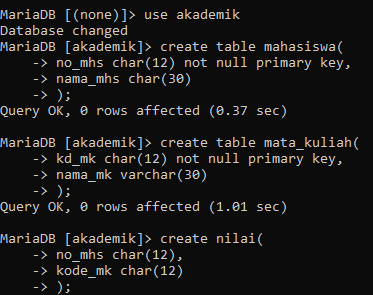 MariaDB [(none)]> use akademik
Database changed
MariaDB [akademik]> create table mahasiswa(
    -> no_mhs char(12) not null primary key,
    -> nama_mhs char(30)
    -> );
Query OK, 0 rows affected (0.37 sec)

MariaDB [akademik]> create table mata_kuliah(
    -> kd_mk char(12) not null primary key,
    -> nama_mk varchar(30)
    -> );
Query OK, 0 rows affected (1.01 sec)

MariaDB [akademik]> create nilai(
    -> no_mhs char(12),
    -> kode_mk char(12)
    -> );